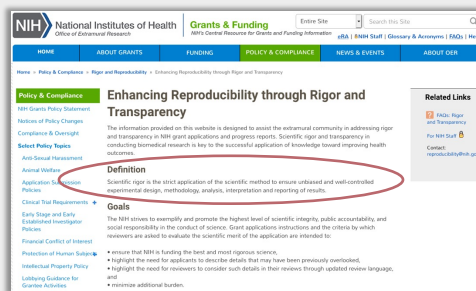 NIH National Institutes of Health
Office of Extramural Research
Grants & Funding
NIH's Central Resource for Grants and Funding Information
Entire Site
Search this Site
eRA | NIH Staff | Glossary & Acronyms | FAQs | He
HOME ABOUT GRANTS FUNDING POLICY & COMPLIANCE NEWS & EVENTS ABOUT OER
Home » Policy & Compliance » Rigor and Reproducibility » Enhancing Reproducibility through Rigor and Transparency
Policy & Compliance
NIH Grants Policy Statement
Notices of Policy Changes
Compliance & Oversight
Select Policy Topics
Anti-Sexual Harassment
Animal Welfare
Application Submission
Policies
Clinical Trial Requirements +
Early Stage and Early
Established Investigator
Policies
Financial Conflict of Interest
Protection of Human Subjects
Intellectual Property Policy
Lobbying Guidance for
Grantee Activities
Enhancing Reproducibility through Rigor and
Transparency
The information provided on this website is designed to assist the extramural community in addressing rigor
and transparency in NIH grant applications and progress reports. Scientific rigor and transparency in
conducting biomedical research is key to the successful application of knowledge toward improving health
outcomes.
Definition
Scientific rigor is the strict application of the scientific method to ensure unbiased and well-controlled
experimental design, methodology, analysis, interpretation and reporting of results.
Goals
The NIH strives to exemplify and promote the highest level of scientific integrity, public accountability, and
social responsibility in the conduct of science. Grant applications instructions and the criteria by which
reviewers are asked to evaluate the scientific merit of the application are intended to:
• ensure that NIH is funding the best and most rigorous science,
• highlight the need for applicants to describe details that may have been previously overlooked,
• highlight the need for reviewers to consider such details in their reviews through updated review language,
and
• minimize additional burden.
Related Links
? FAQs: Rigor
and Transparency
For NIH Staff
Contact:
reproducibility@nih.go